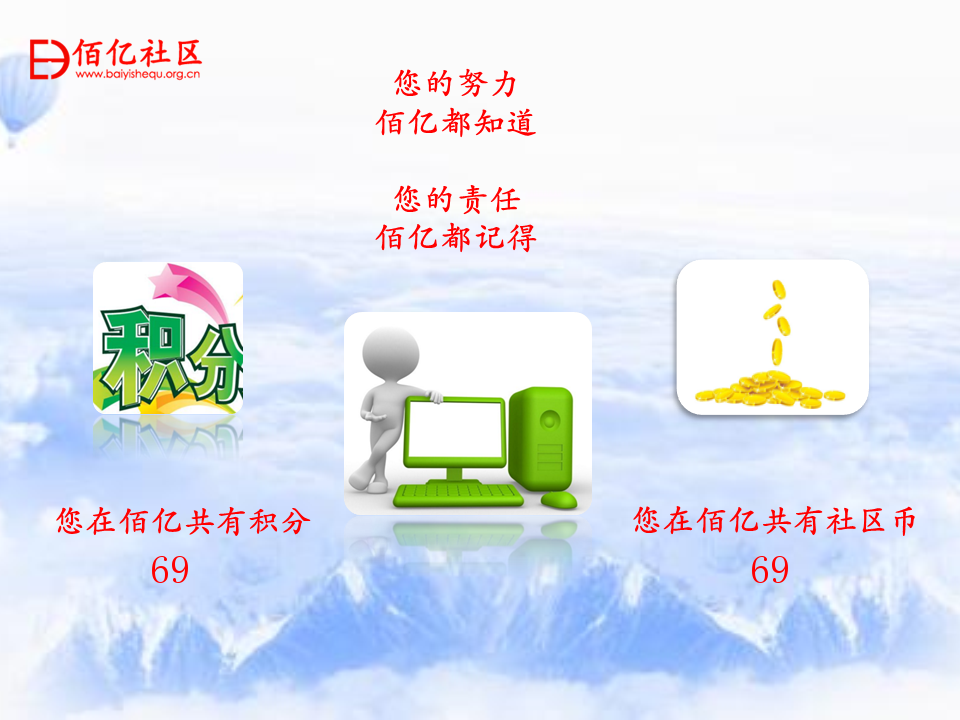 佰亿社区
www.baiyishequ.org.cn
您的努力
佰亿都知道
您的责任
佰亿都记得
积分
您在佰亿共有积分
69
您在佰亿共有社区币
69